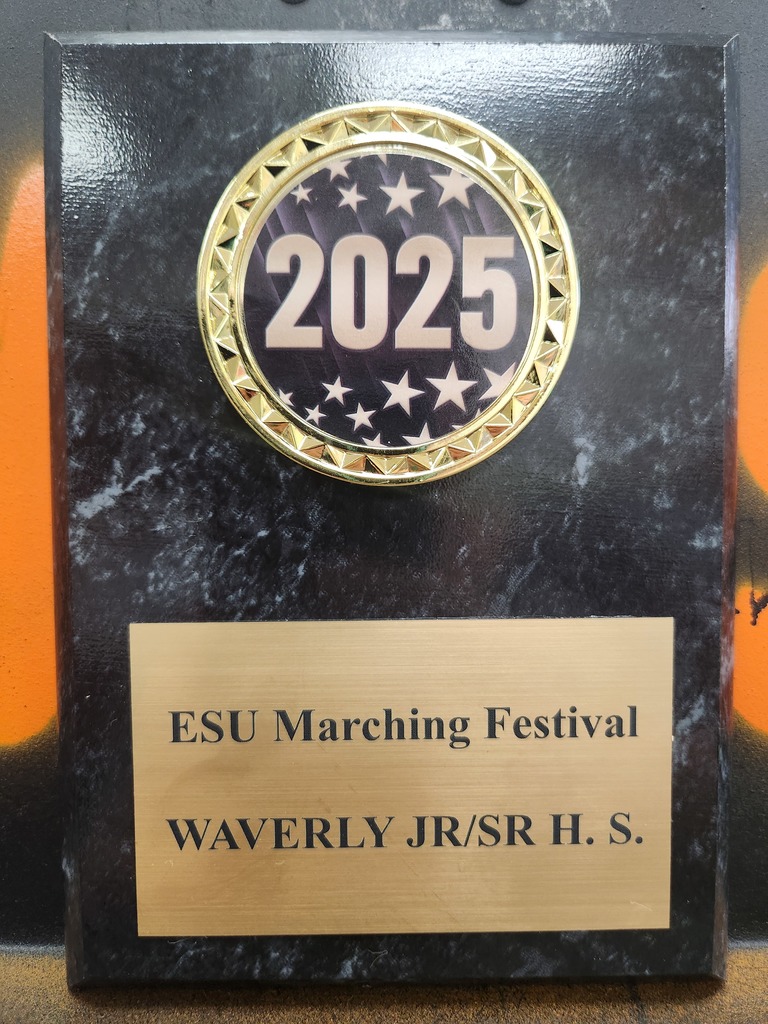 2025
ESU Marching Festival
WAVERLY JR/SR H. S.